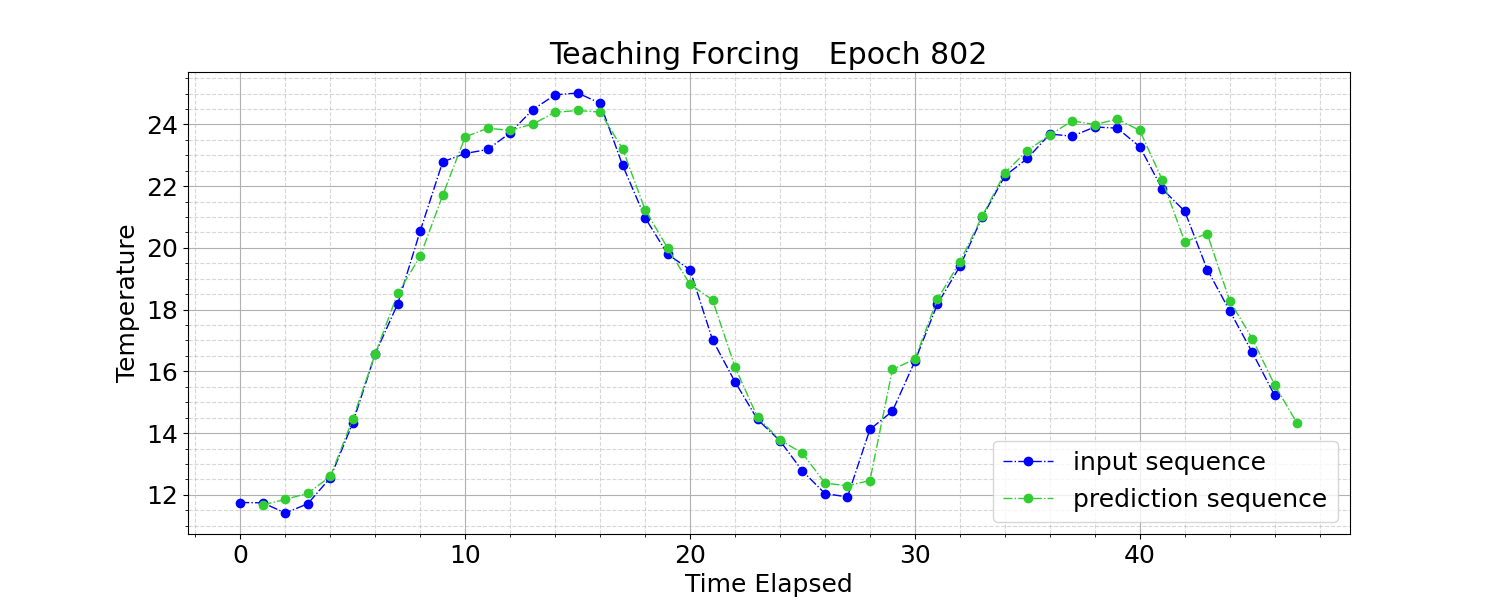 Teaching Forcing   Epoch 802
Temperature
24
22
20
18
16
14
12
input sequence
prediction sequence
0 10 20 30 40
Time Elapsed